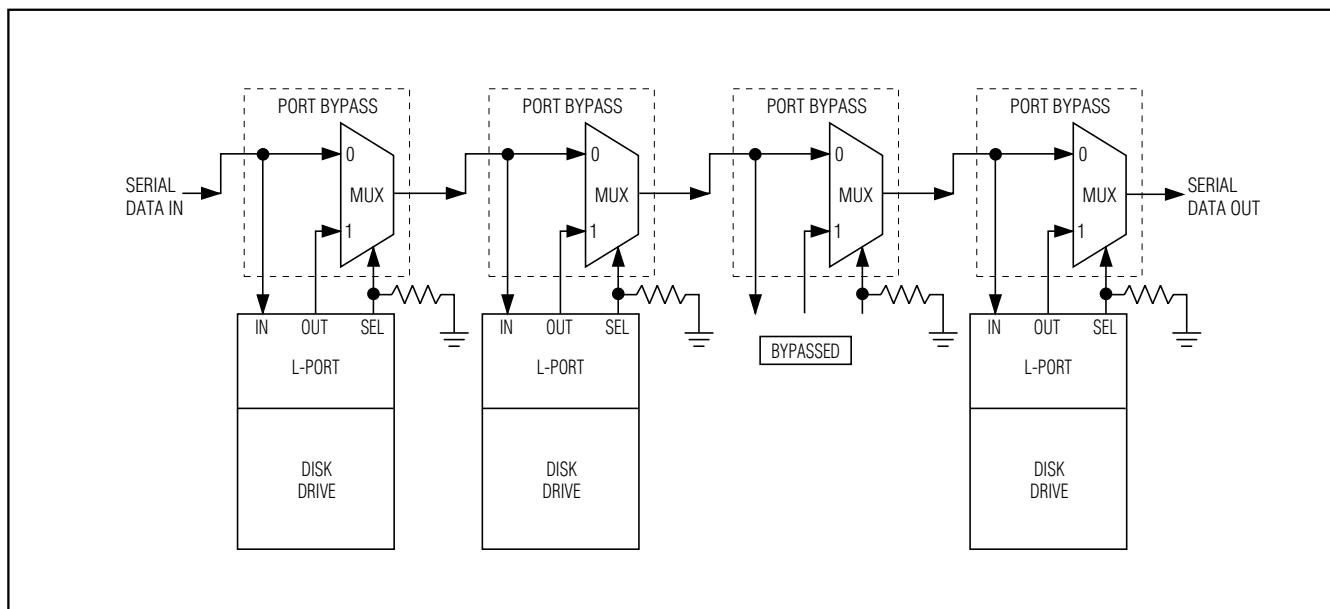 PORT BYPASS PORT BYPASS PORT BYPASS PORT BYPASS
0 0 0 0
SERIAL
DATA IN
MUX MUX MUX MUX
SERIAL
DATA OUT
1 1 1 1
IN OUT SEL IN OUT SEL IN OUT SEL
BYPASSED
L-PORT L-PORT L-PORT
DISK
DRIVE
DISK
DRIVE
DISK
DRIVE